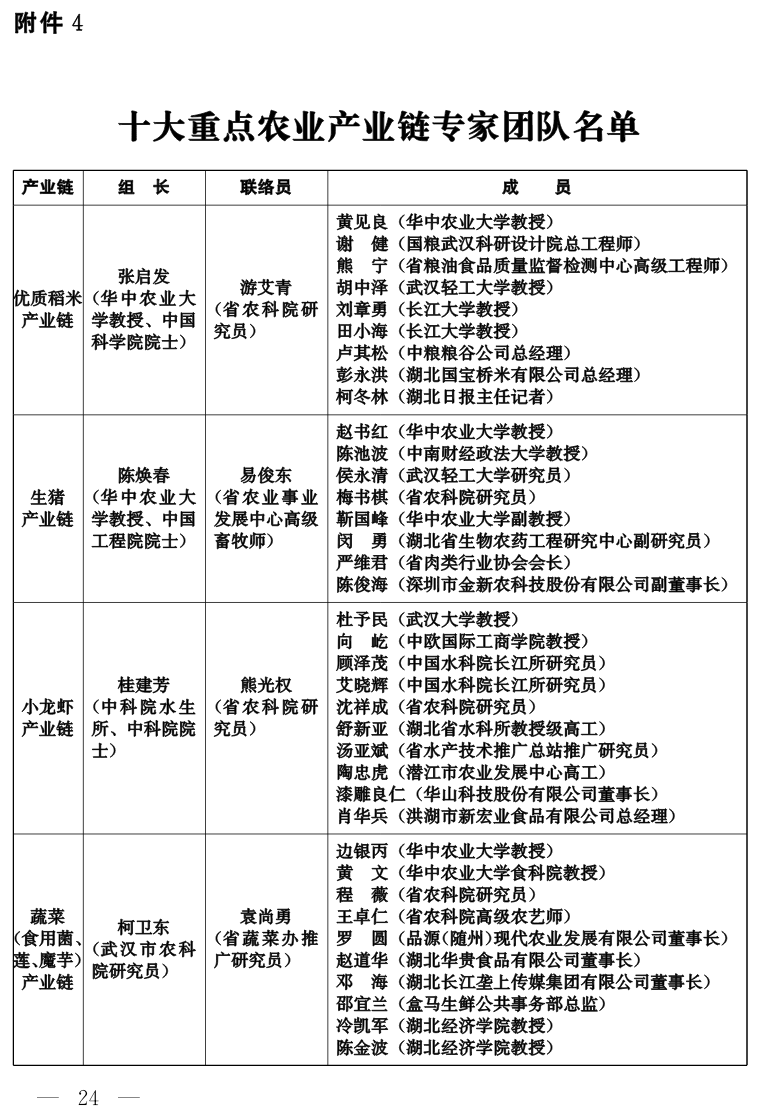 附件 4
十大重点农业产业链专家团队名单
产业链 组 长 联络员 成 员
优质稻米
产业链
张启发
（华中农业大
学教授、中国
科学院院士）
游艾青
（省农科院研
究员）
黄见良（华中农业大学教授）
谢 健（国粮武汉科研设计院总工程师）
熊 宁（省粮油食品质量监督检测中心高级工程师）
胡中泽（武汉轻工大学教授）
刘章勇（长江大学教授）
田小海（长江大学教授）
卢其松（中粮粮谷公司总经理）
彭永洪（湖北国宝桥米有限公司总经理）
柯冬林（湖北日报主任记者）
生猪
产业链
陈焕春
（华中农业大
学教授、中国
工程院院士）
易俊东
（省农业事业
发展中心高级
畜牧师）
赵书红（华中农业大学教授）
陈池波（中南财经政法大学教授）
侯永清（武汉轻工大学研究员）
梅书棋（省农科院研究员）
靳国峰（华中农业大学副教授）
闵 勇（湖北省生物农药工程研究中心副研究员）
严维君（省肉类行业协会会长）
陈俊海（深圳市金新农科技股份有限公司副董事长）
小龙虾
产业链
桂建芳
（中科院水生
所、中科院院
士）
熊光权
（省农科院研
究员）
杜予民（武汉大学教授）
向 屹（中欧国际工商学院教授）
顾泽茂（中国水科院长江所研究员）
艾晓辉（中国水科院长江所研究员）
沈祥成（省农科院研究员）
舒新亚（湖北省水科所教授级高工）
汤亚斌（省水产技术推广总站推广研究员）
陶忠虎（潜江市农业发展中心高工）
漆雕良仁（华山科技股份有限公司董事长）
肖华兵（洪湖市新宏业食品有限公司总经理）
蔬菜
（食用菌、
莲、魔芋）
产业链
柯卫东
（武汉市农科
院研究员）
袁尚勇
（省蔬菜办推
广研究员）
边银丙（华中农业大学教授）
黄 文（华中农业大学食科院教授）
程 薇（省农科院研究员）
王卓仁（省农科院高级农艺师）
罗 圆（品源（随州）现代农业发展有限公司董事长）
赵道华（湖北华贵食品有限公司董事长）
邓 海（湖北长江垄上传媒集团有限公司董事长）
邵宜兰（盒马生鲜公共事务部总监）
冷凯军（湖北经济学院教授）
陈金波（湖北经济学院教授）
— 24 —